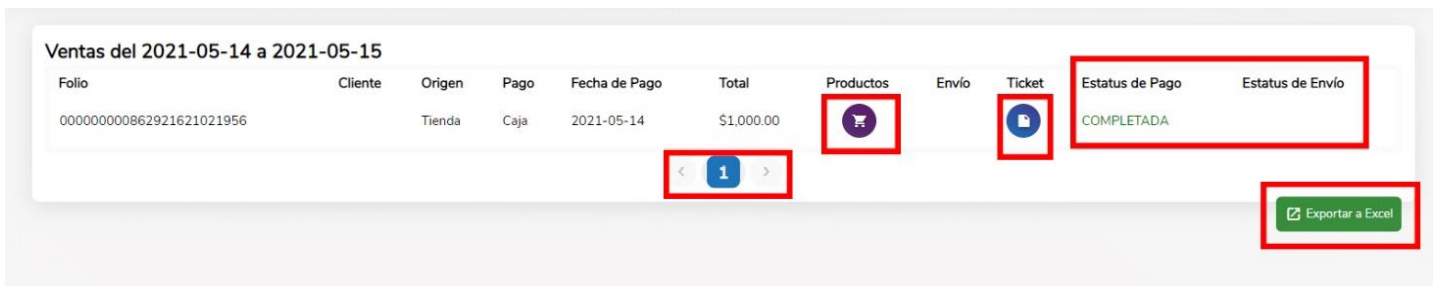 Ventas del 2021-05-14 a 2021-05-15
Folio Cliente Origen Pago Fecha de Pago Total Productos Envío Ticket Estatus de Pago Estatus de Envío
000000000862921621021956 Tienda Caja 2021-05-14 $1,000.00 COMPLETADA
< 1 >
Exportar a Excel